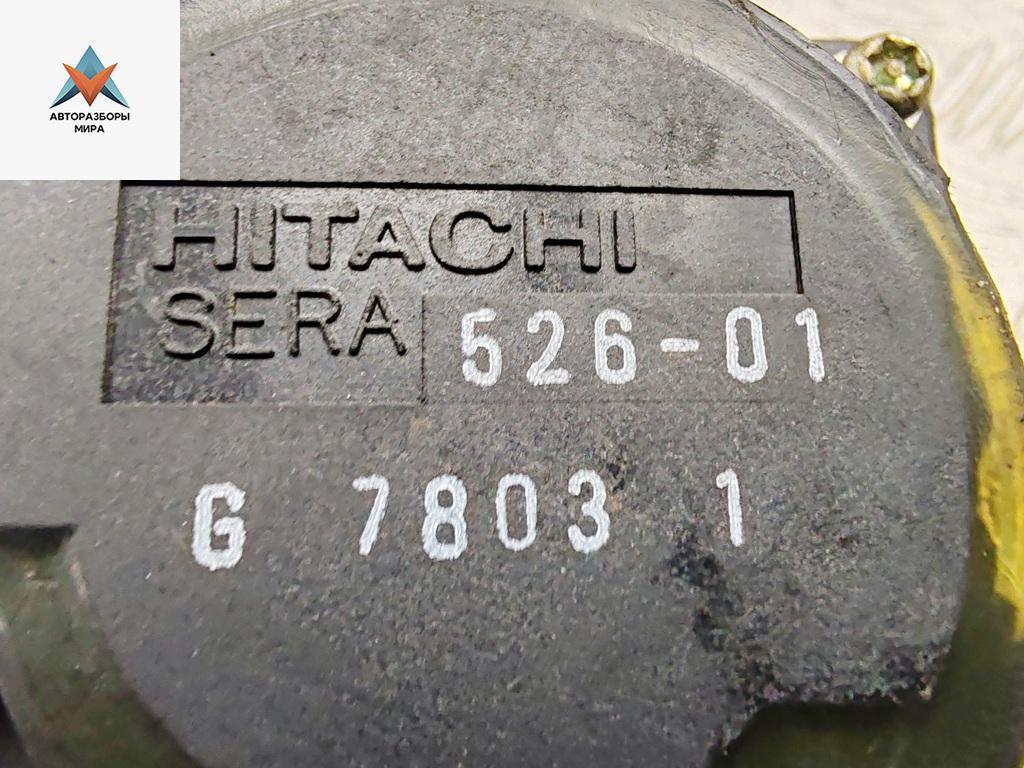 АВТОРАЗБОРЫ
МИРА
HITACHI
SERA 526-01
G 7803 1